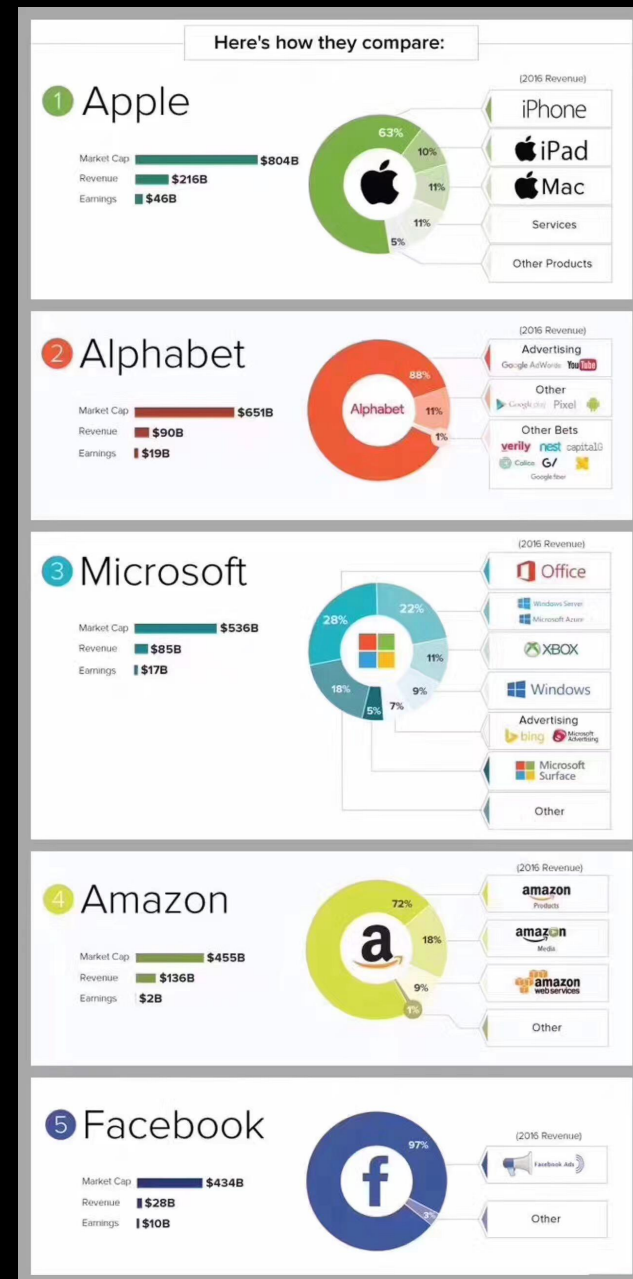 Here's how they compare:
1 Apple
Market Cap $804B
Revenue $216B
Earnings $46B
63%
10%
11%
11%
5%
(2016 Revenue)
iPhone
iPad
Mac
Services
Other Products
2 Alphabet
Market Cap $651B
Revenue $90B
Earnings $19B
Alphabet
88%
11%
1%
(2016 Revenue)
Advertising
Google AdWords YouTube
Other
Google play Pixel
Other Bets
verily nest capitalG
Calico G/
Google fiber
3 Microsoft
Market Cap $536B
Revenue $85B
Earnings $17B
28%
22%
11%
9%
7%
5%
18%
(2016 Revenue)
Office
Windows Server
Microsoft Azure
XBOX
Windows
Advertising
bing Microsoft Advertising
Microsoft
Surface
Other
4 Amazon
Market Cap $455B
Revenue $136B
Earnings $2B
a
72%
18%
9%
1%
(2016 Revenue)
amazon
Products
amazon
Media
amazon
webservices
Other
5 Facebook
Market Cap $434B
Revenue $28B
Earnings $10B
f
97%
3%
(2016 Revenue)
Facebook Ads
Other